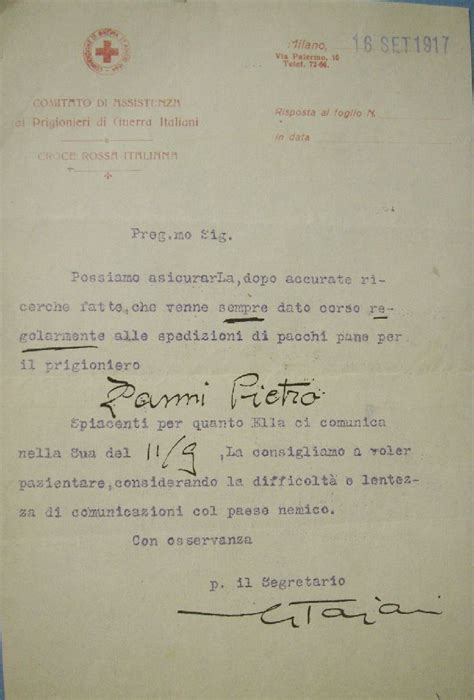 Milano, 16 SET 1917
Via Palermo, 10
Telef. 72-66.
COMITATO DI ASSISTENZA
ai Prigionieri di Guerra Italiani
CROCE ROSSA ITALIANA
Risposta al foglio N.
in data
Preg.mo Sig.
Possiamo asicurarLa,dopo accurate ri
cerche fatte,che venne sempre dato corso re-
golarmente alle spedizioni di pacchi pane per
il prigioniero
Pietro
Spiacenti per quanto Ella ci comunica
nella Sua del 11/9 ,La consigliamo a voler
pazientare,considerando la difficoltà e lentez-
za di comunicazioni col paese nemico.
Con osservanza
p. il Segretario